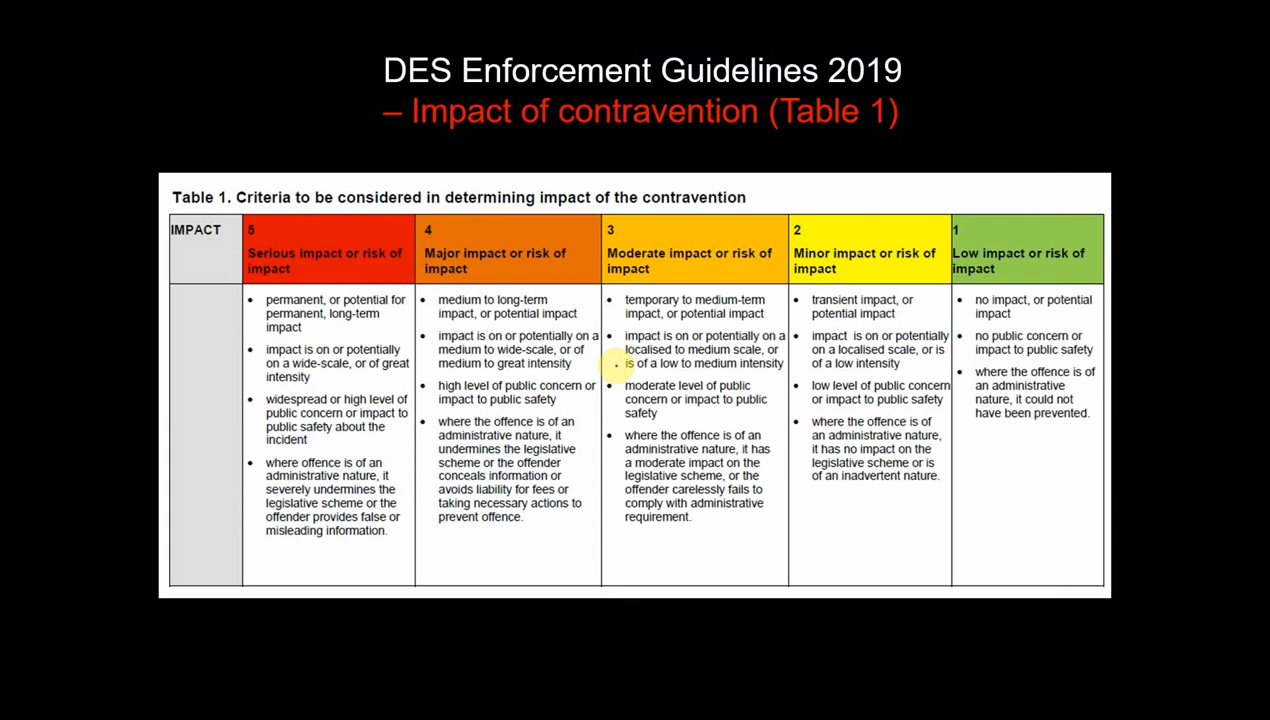 DES Enforcement Guidelines 2019
– Impact of contravention (Table 1)
Table 1. Criteria to be considered in determining impact of the contravention
IMPACT
5
Serious impact or risk of
impact
4
Major impact or risk of
impact
3
Moderate impact or risk of
impact
2
Minor impact or risk of
impact
1
Low impact or risk of
impact
• permanent, or potential for
permanent, long-term
impact
• impact is on or potentially
on a wide-scale, or of great
intensity
• widespread or high level of
public concern or impact to
public safety about the
incident
• where offence is of an
administrative nature, it
severely undermines the
legislative scheme or the
offender provides false or
misleading information.
• medium to long-term
impact, or potential impact
• impact is on or potentially on a
medium to wide-scale, or of
medium to great intensity
• high level of public concern or
impact to public safety
• where the offence is of an
administrative nature, it
undermines the legislative
scheme or the offender
conceals information or
avoids liability for fees or
taking necessary actions to
prevent offence.
• temporary to medium-term
impact, or potential impact
• impact is on or potentially on a
localised to medium scale, or
is of a low to medium intensity
• moderate level of public
concern or impact to public
safety
• where the offence is of an
administrative nature, it has
a moderate impact on the
legislative scheme, or the
offender carelessly fails to
comply with administrative
requirement.
• transient impact, or
potential impact
• impact is on or potentially
on a localised scale, or is
of a low intensity
• low level of public concern
or impact to public safety
• where the offence is of
an administrative nature,
it has no impact on the
legislative scheme or is
of an inadvertent nature.
• no impact, or potential
impact
• no public concern or
impact to public safety
• where the offence is of
an administrative
nature, it could not
have been prevented.